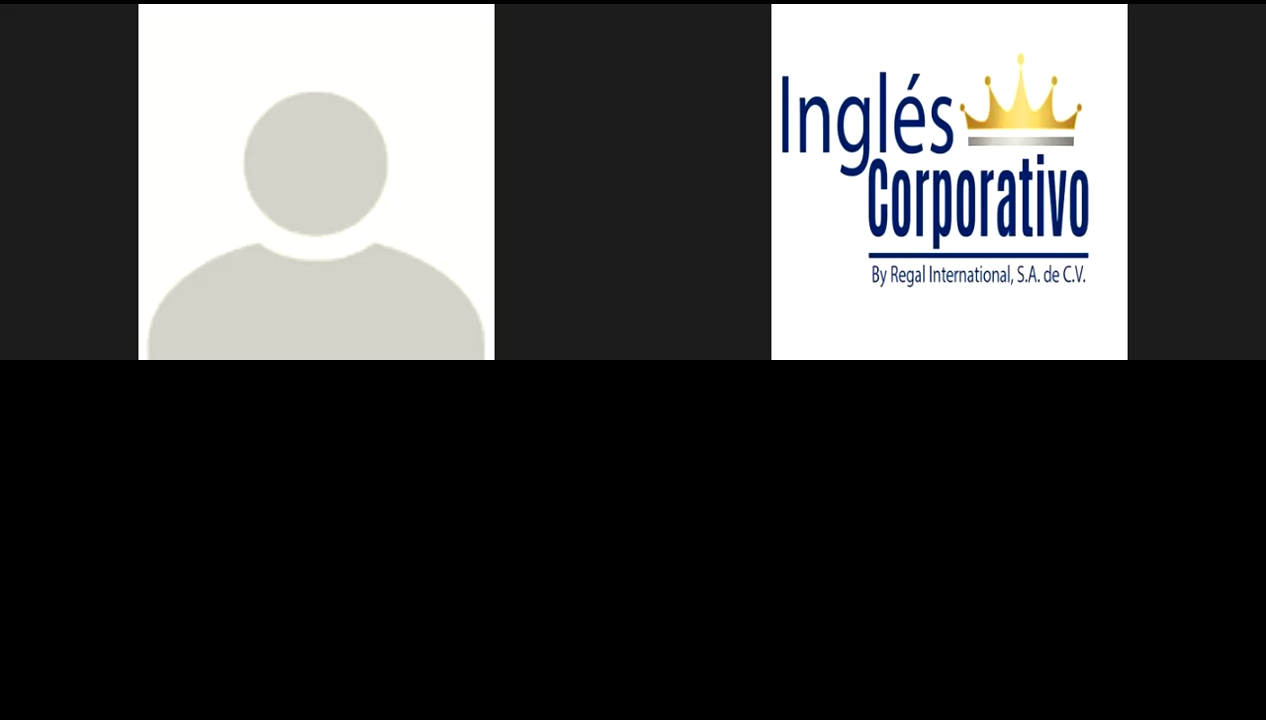 Inglés
Corporativo
By Regal International, S.A. de C.V.